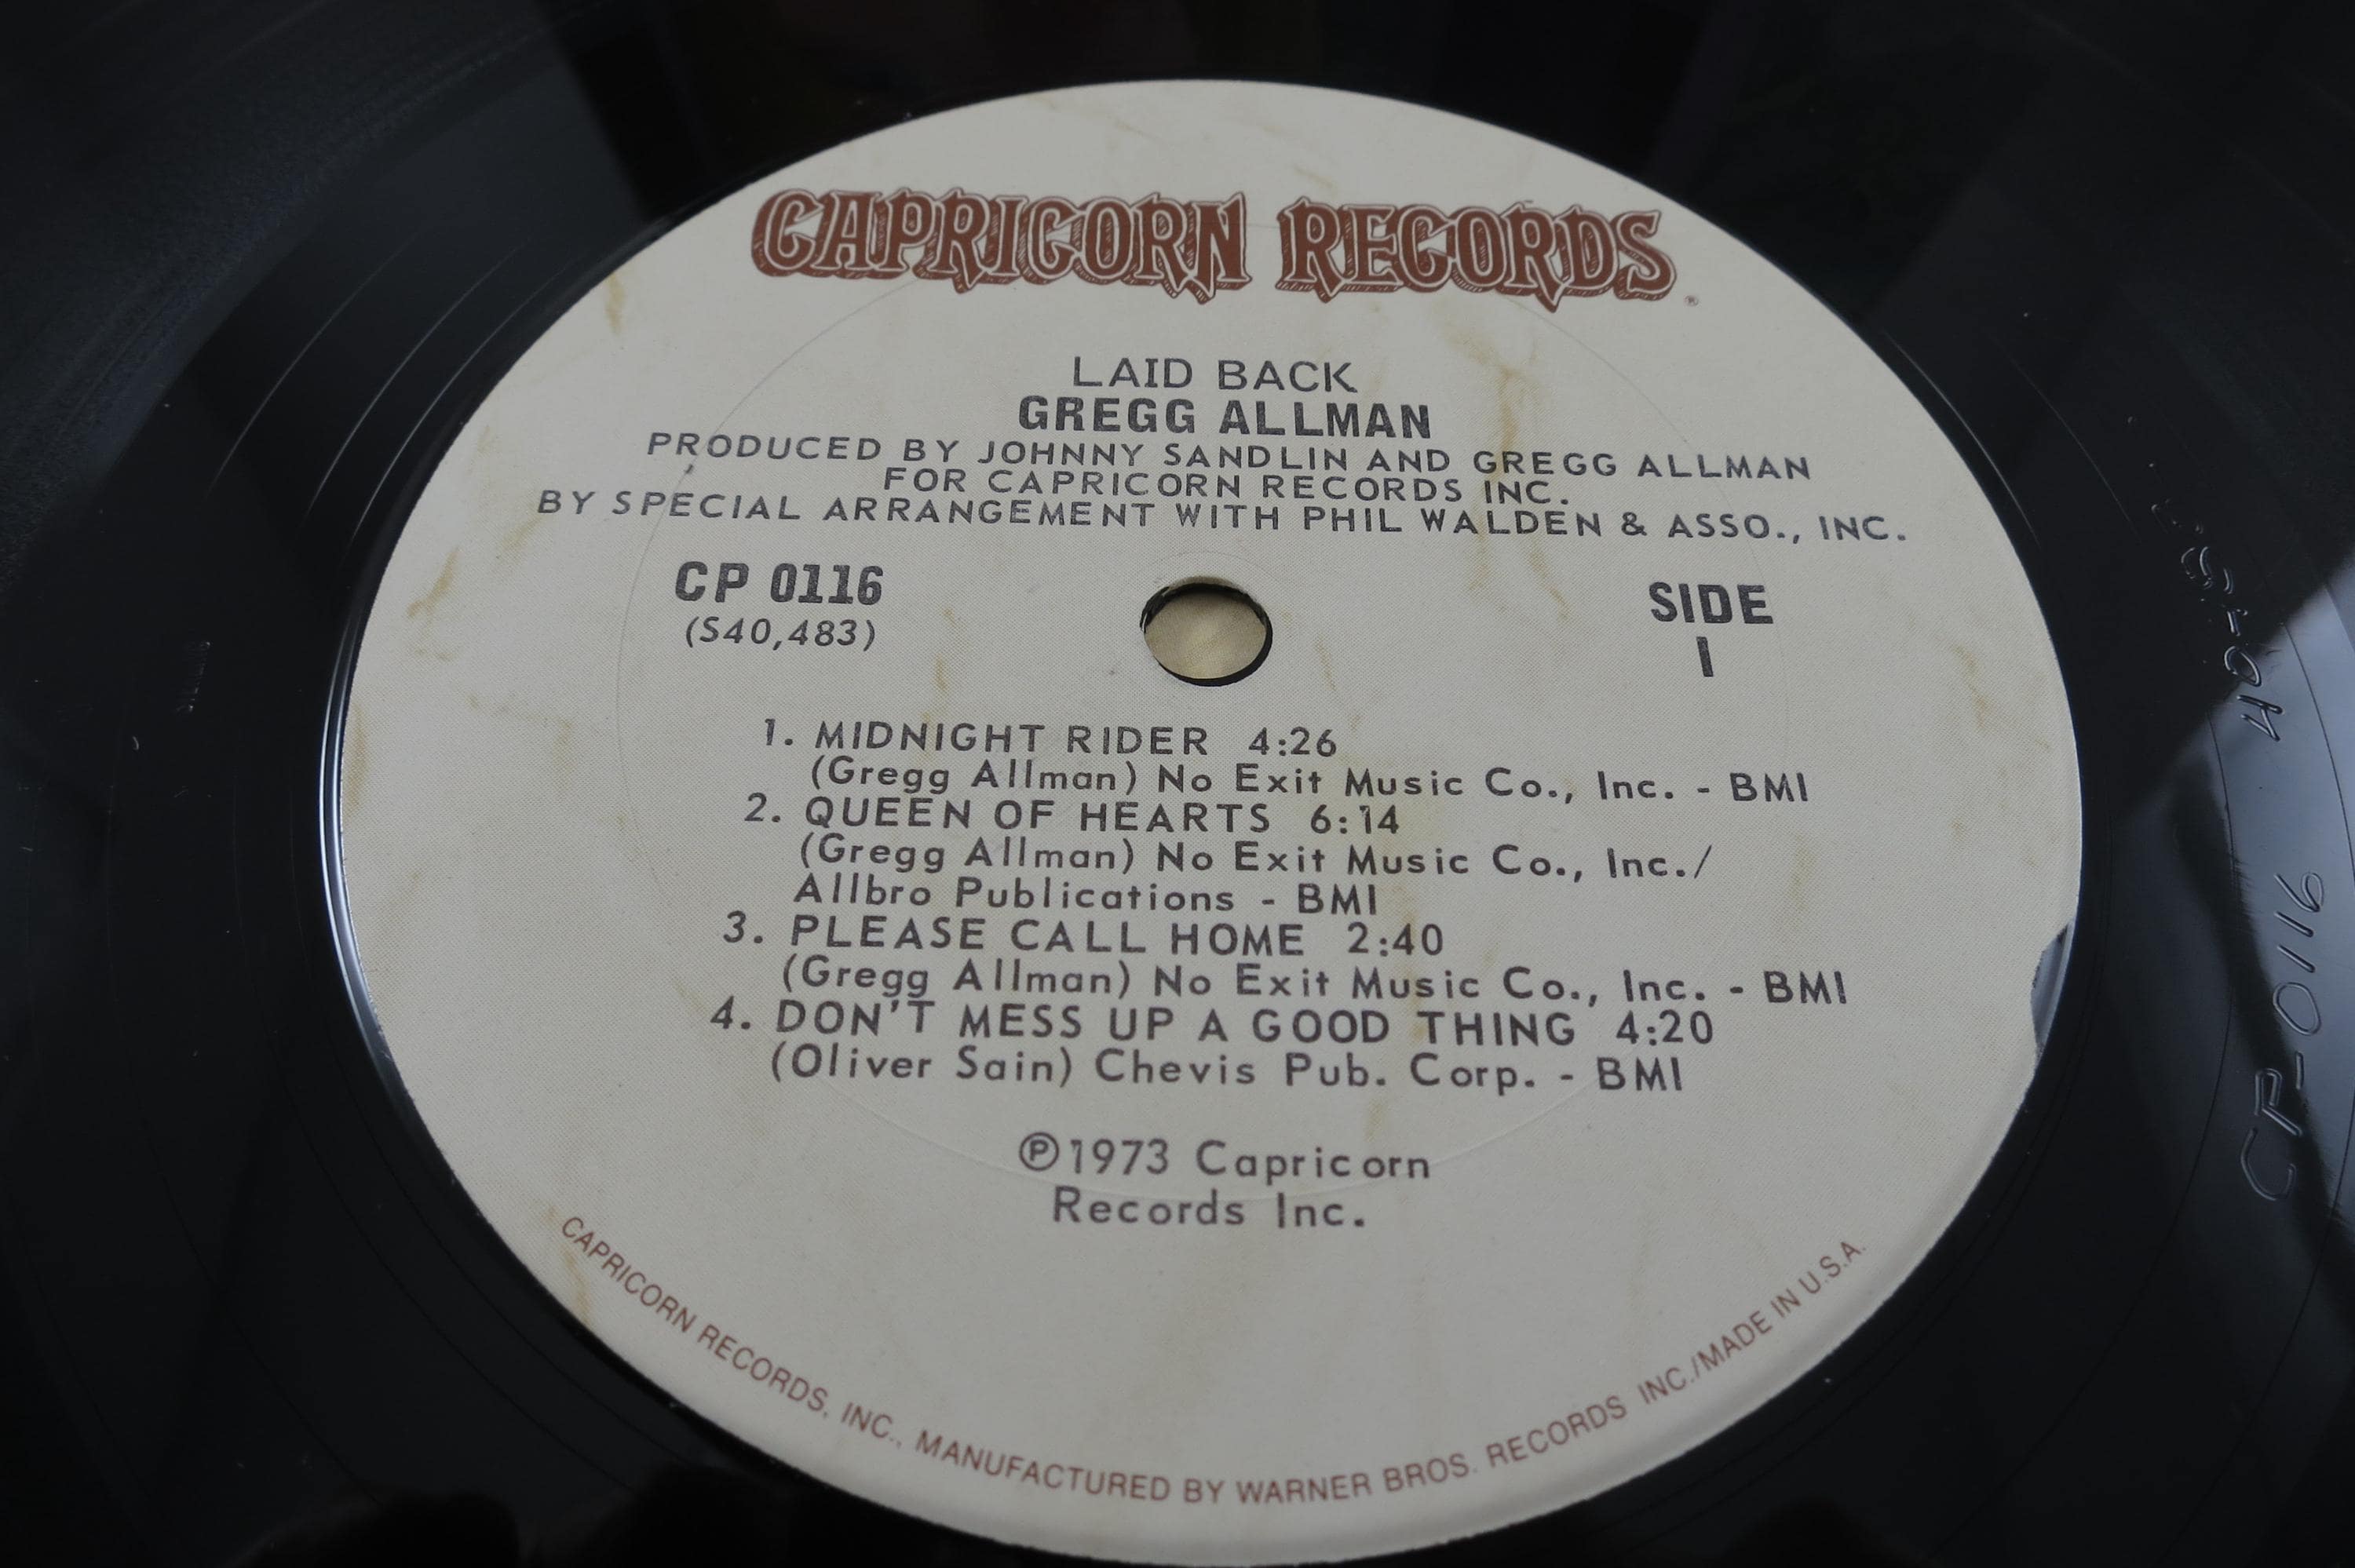 CAPRICORN RECORDS®
LAID BACK
GREGG ALLMAN
PRODUCED BY JOHNNY SANDLIN AND GREGG ALLMAN
FOR CAPRICORN RECORDS INC.
BY SPECIAL ARRANGEMENT WITH PHIL WALDEN & ASSO., INC.
CP 0116
(S40,483)
SIDE
1
1. MIDNIGHT RIDER 4:26
(Gregg Allman) No Exit Music Co., Inc. - BMI
2. QUEEN OF HEARTS 6:14
(Gregg Allman) No Exit Music Co., Inc./
Allbro Publications - BMI
3. PLEASE CALL HOME 2:40
(Gregg Allman) No Exit Music Co., Inc. - BMI
4. DON'T MESS UP A GOOD THING 4:20
(Oliver Sain) Chevis Pub. Corp. - BMI
℗1973 Capricorn
Records Inc.
CAPRICORN RECORDS, INC., MANUFACTURED BY WARNER BROS. RECORDS INC./MADE IN U.S.A.
CP-0116